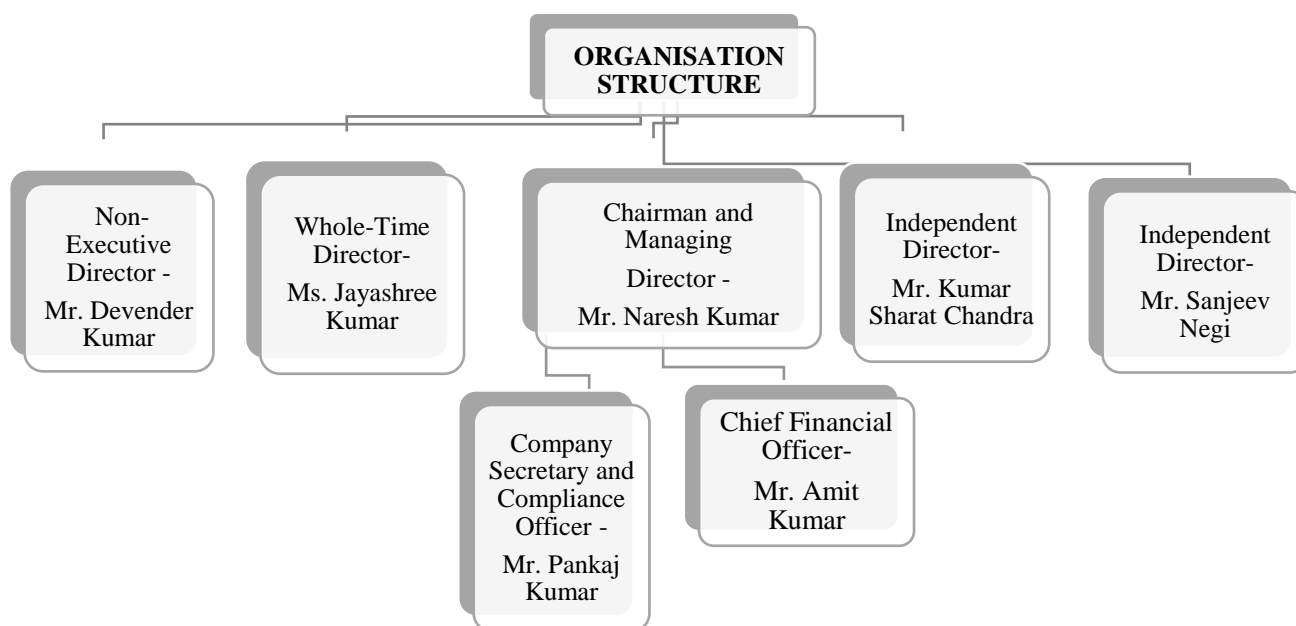 ORGANISATION
STRUCTURE
Non-
Executive
Director -
Mr. Devender
Kumar
Whole-Time
Director-
Ms. Jayashree
Kumar
Chairman and
Managing
Director -
Mr. Naresh Kumar
Independent
Director-
Mr. Kumar
Sharat Chandra
Independent
Director-
Mr. Sanjeev
Negi
Company
Secretary and
Compliance
Officer -
Mr. Pankaj
Kumar
Chief Financial
Officer-
Mr. Amit
Kumar